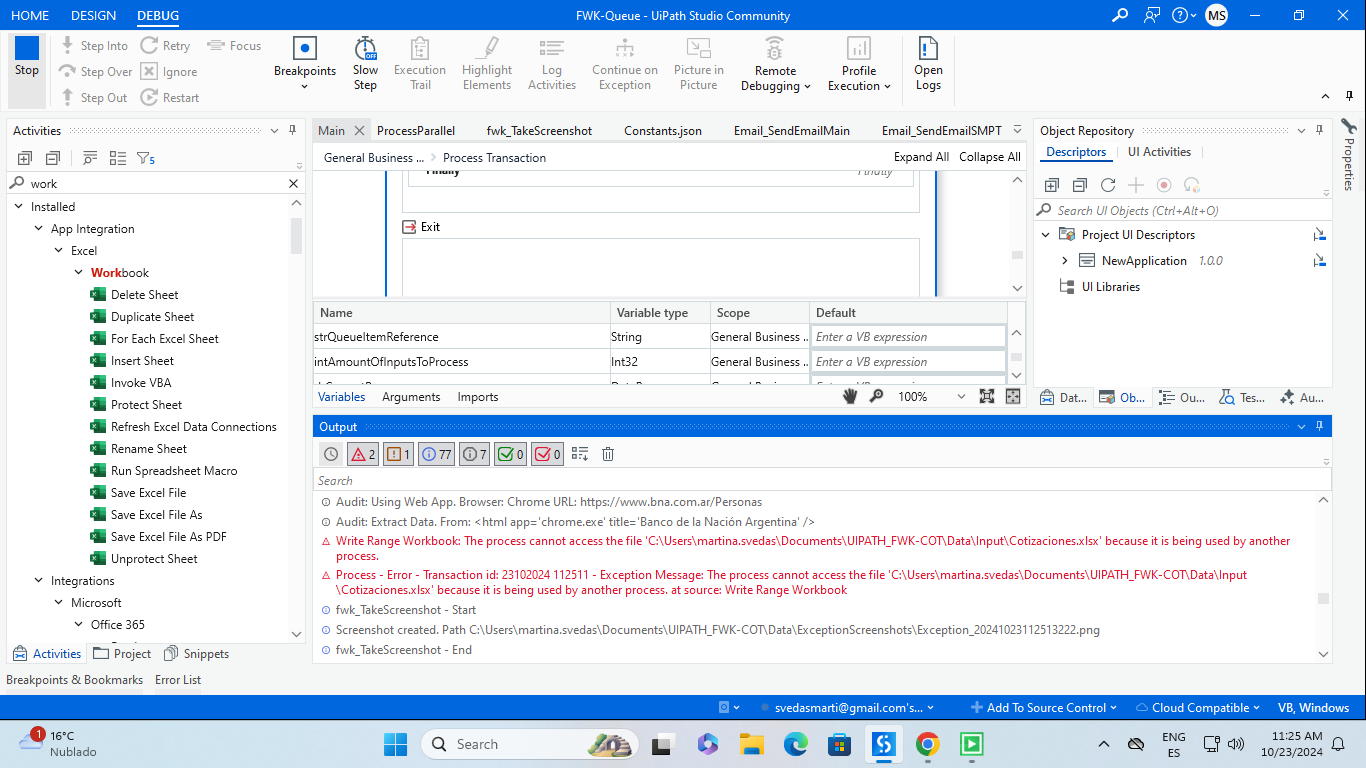 HOME DESIGN DEBUG FWK-Queue - UiPath Studio Community MS
Stop
Step Into Retry Focus
Step Over Ignore
Step Out Restart
Breakpoints
Slow Step
Execution Trail
Highlight Elements
Log Activities
Continue on Exception
Picture in Picture
Remote Debugging
Profile Execution
Open Logs
Activities
5
work
Installed
App Integration
Excel
Workbook
Delete Sheet
Duplicate Sheet
For Each Excel Sheet
Insert Sheet
Invoke VBA
Protect Sheet
Refresh Excel Data Connections
Rename Sheet
Run Spreadsheet Macro
Save Excel File
Save Excel File As
Save Excel File As PDF
Unprotect Sheet
Integrations
Microsoft
Office 365
Activities Project Snippets
Main ProcessParallel fwk_TakeScreenshot Constants.json Email_SendEmailMain Email_SendEmailSMPT
General Business ... > Process Transaction Expand All Collapse All
Finally Finally
Exit
Name Variable type Scope Default
strQueueItemReference String General Business .. Enter a VB expression
intAmountOfInputsToProcess Int32 General Business .. Enter a VB expression
Variables Arguments Imports 100%
Object Repository
Descriptors UI Activities
Search UI Objects (Ctrl+Alt+O)
Project UI Descriptors
NewApplication 1.0.0
UI Libraries
Dat... Ob... Ou... Tes... Au...
Properties
Output
2 1 77 7 0 0
Search
Audit: Using Web App. Browser: Chrome URL: https://www.bna.com.ar/Personas
Audit: Extract Data. From: <html app='chrome.exe' title='Banco de la Nación Argentina' />
Write Range Workbook: The process cannot access the file 'C:\Users\martina.svedas\Documents\UIPATH_FWK-COT\Data\Input\Cotizaciones.xlsx' because it is being used by another
process.
Process - Error - Transaction id: 23102024 112511 - Exception Message: The process cannot access the file 'C:\Users\martina.svedas\Documents\UIPATH_FWK-COT\Data\Input
\Cotizaciones.xlsx' because it is being used by another process. at source: Write Range Workbook
fwk_TakeScreenshot - Start
Screenshot created. Path C:\Users\martina.svedas\Documents\UIPATH_FWK-COT\Data\ExceptionScreenshots\Exception_20241023112513222.png
fwk_TakeScreenshot - End
Breakpoints & Bookmarks Error List
svedasmarti@gmail.com's... Add To Source Control Cloud Compatible VB, Windows
1
16°C
Nublado
Search
ENG
ES
11:25 AM
10/23/2024